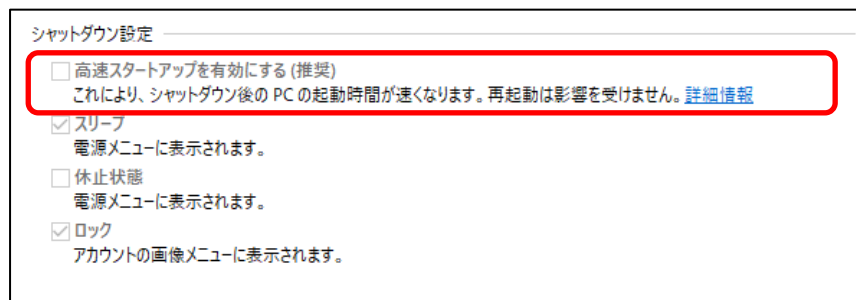 シャットダウン設定
高速スタートアップを有効にする (推奨)
これにより、シャットダウン後の PC の起動時間が速くなります。再起動は影響を受けません。詳細情報
スリープ
電源メニューに表示されます。
休止状態
電源メニューに表示されます。
ロック
アカウントの画像メニューに表示されます。